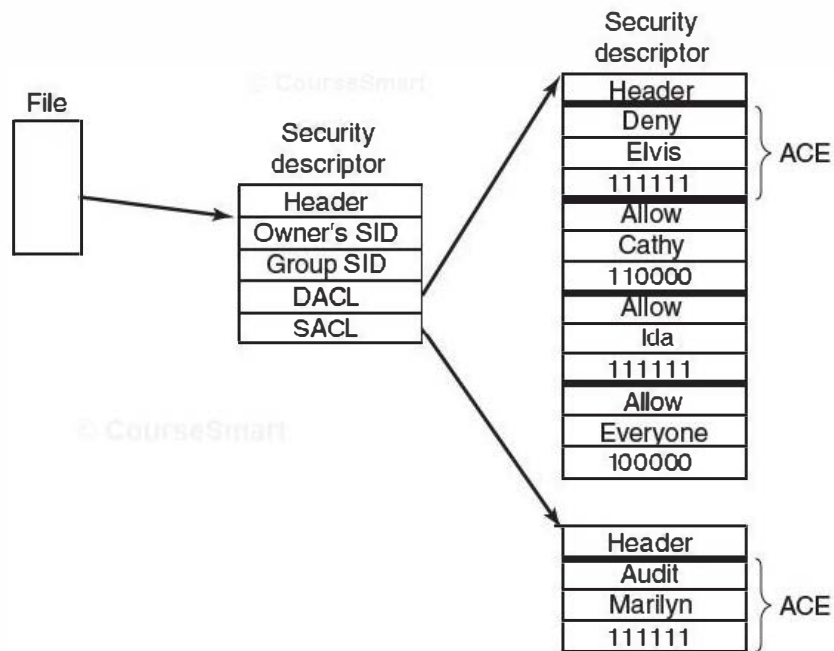 © CourseSmart
File
Security
descriptor
Header
Owner's SID
Group SID
DACL
SACL
Security
descriptor
Header
Deny
Elvis
111111
ACE
Allow
Cathy
110000
Allow
Ida
111111
Allow
Everyone
100000
© CourseSmart
Header
Audit
Marilyn
111111
ACE